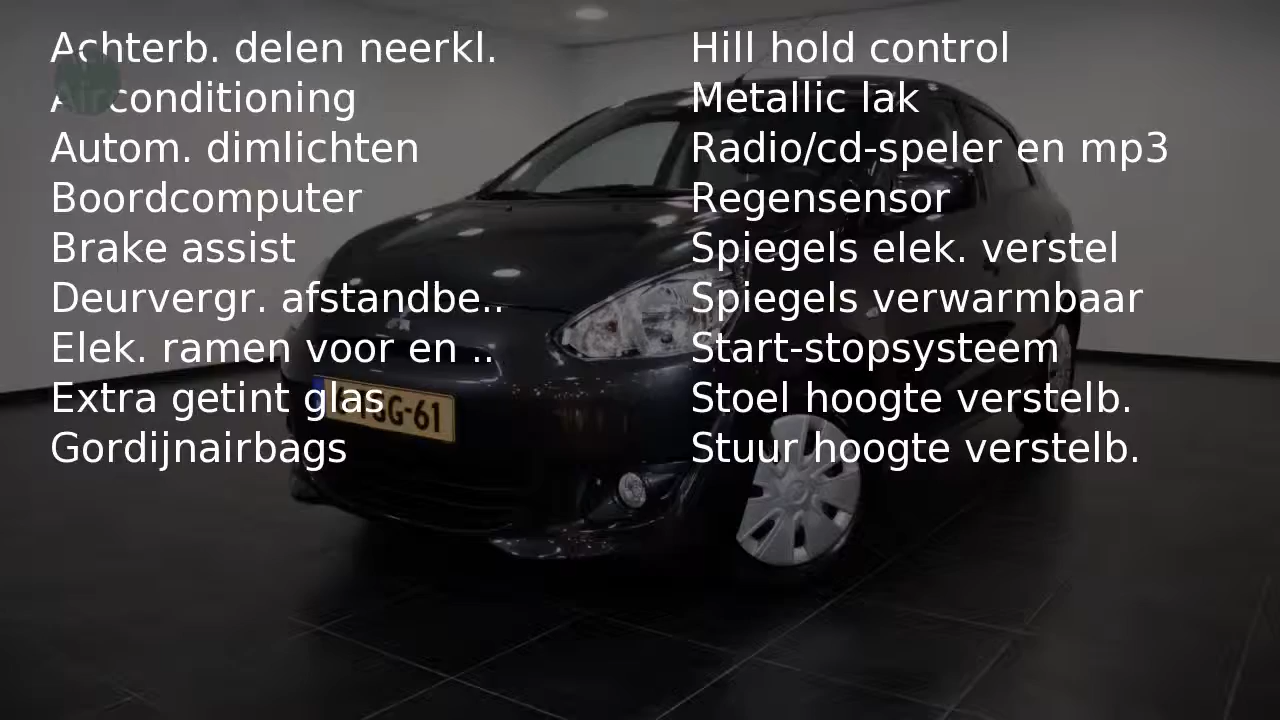 Achterb. delen neerkl.
Airconditioning
Autom. dimlichten
Boordcomputer
Brake assist
Deurvergr. afstandbe..
Elek. ramen voor en ..
Extra getint glas
Gordijnairbags
Hill hold control
Metallic lak
Radio/cd-speler en mp3
Regensensor
Spiegels elek. verstel
Spiegels verwarmbaar
Start-stopsysteem
Stoel hoogte verstelb.
Stuur hoogte verstelb.